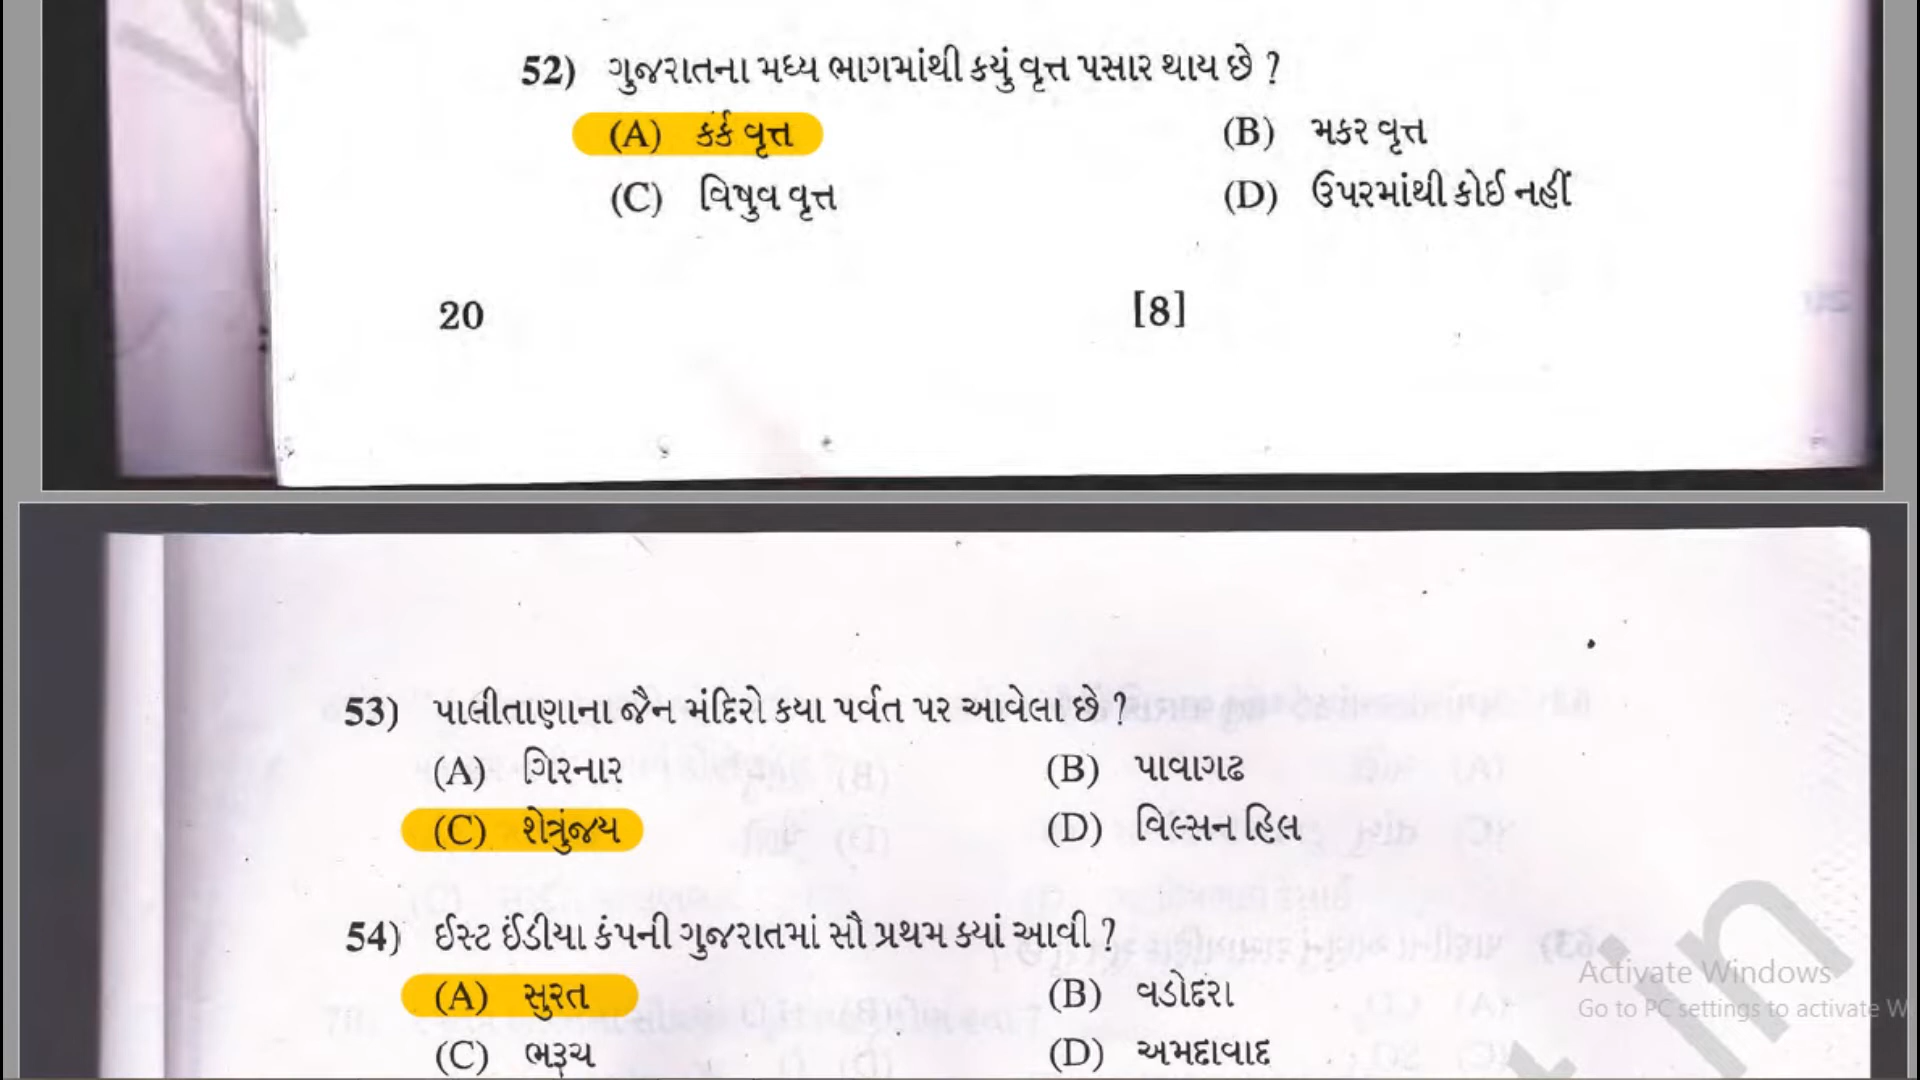 52) ગુજરાતના મધ્ય ભાગમાંથી કયું વૃત્ત પસાર થાય છે ?
(A) કર્ક વૃત્ત (B) મકર વૃત્ત
(C) વિષુવ વૃત્ત (D) ઉપરમાંથી કોઈ નહીં
20 [8]
53) પાલીતાણાના જૈન મંદિરો કયા પર્વત પર આવેલા છે ?
(A) ગિરનાર (B) પાવાગઢ
(C) શેત્રુંજય (D) વિલ્સન હિલ
54) ઈસ્ટ ઈંડીયા કંપની ગુજરાતમાં સૌ પ્રથમ કયાં આવી ?
(A) સુરત (B) વડોદરા
(C) ભરૂચ (D) અમદાવાદ
Activate Windows
Go to PC settings to activate W